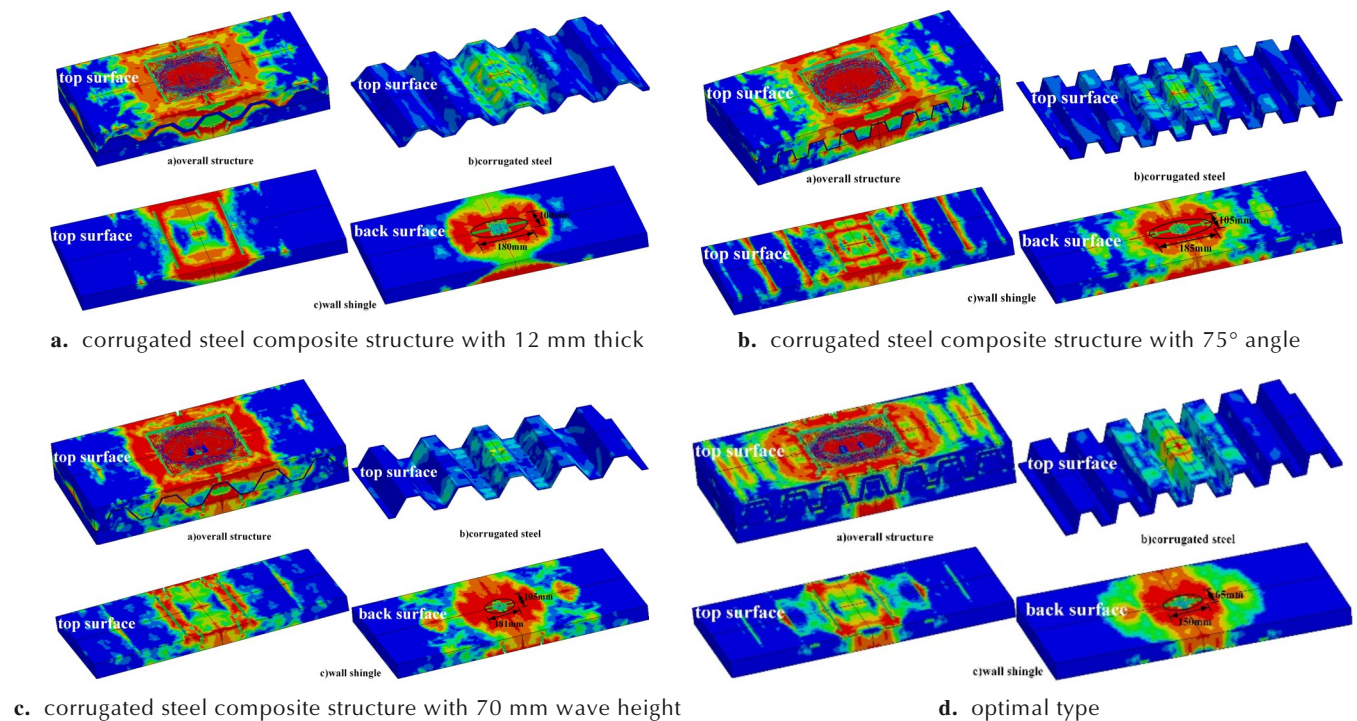 top surface
top surface
a)overall structure
b)corrugated steel
top surface
back surface
180mm
c)wall shingle
a. corrugated steel composite structure with 12 mm thick
top surface
top surface
a)overall structure
b)corrugated steel
top surface
back surface
105mm
185mm
c)wall shingle
b. corrugated steel composite structure with 75° angle
top surface
top surface
a)overall structure
b)corrugated steel
top surface
back surface
105mm
181mm
c)wall shingle
c. corrugated steel composite structure with 70 mm wave height
top surface
top surface
a)overall structure
b)corrugated steel
top surface
back surface
65mm
150mm
c)wall shingle
d. optimal type